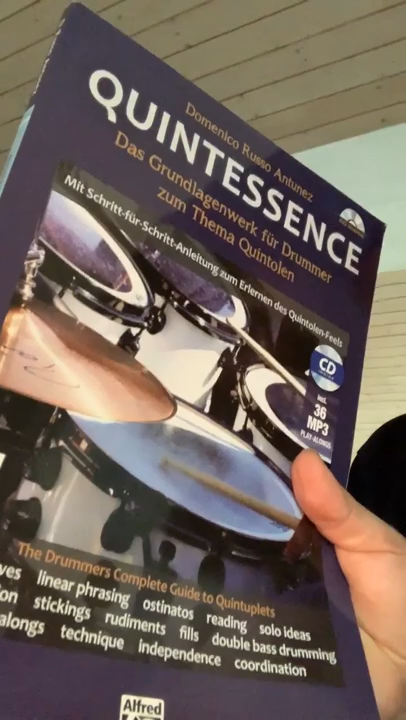 Domenico Russo Antunez
QUINTESSENCE
Das Grundlagenwerk für Drummer
zum Thema Quintolen
Mit Schritt-für-Schritt-Anleitung zum Erlernen des Quintolen-Feels
CD
incl.
36
MP3
PLAY-ALONGS
The Drummers Complete Guide to Quintuplets
linear phrasing ostinatos reading solo ideas
stickings rudiments fills double bass drumming
technique independence coordination
Alfred